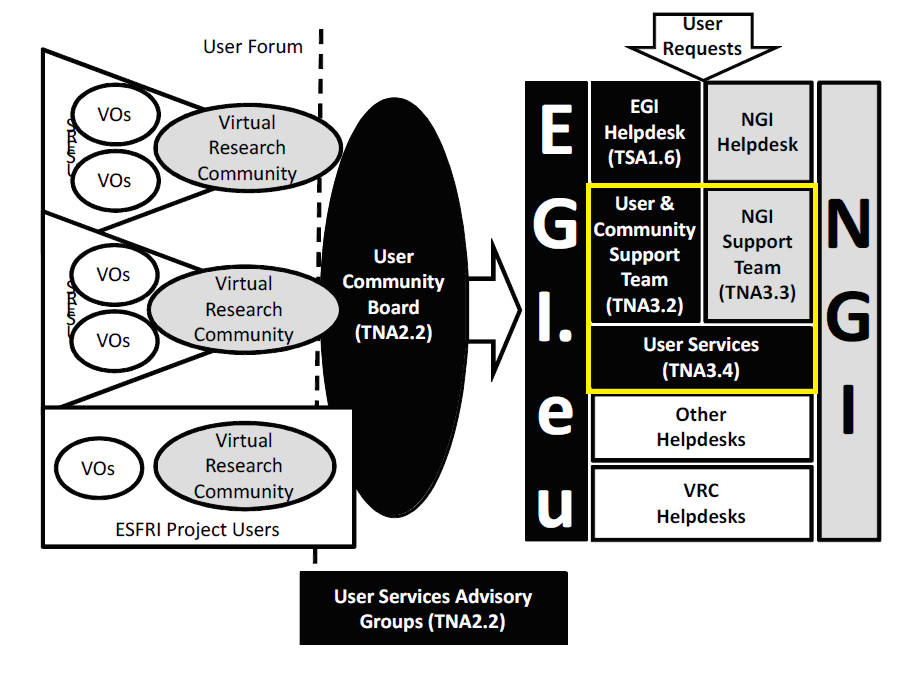 User Forum
VOs
VOs
Virtual
Research
Community
VOs
VOs
Virtual
Research
Community
VOs
Virtual
Research
Community
ESFRI Project Users
User
Community
Board
(TNA2.2)
User Services Advisory
Groups (TNA2.2)
User
Requests
EGI.eu
EGI
Helpdesk
(TSA1.6)
NGI
Helpdesk
User &
Community
Support
Team
(TNA3.2)
NGI
Support
Team
(TNA3.3)
User Services
(TNA3.4)
Other
Helpdesks
VRC
Helpdesks
NGI